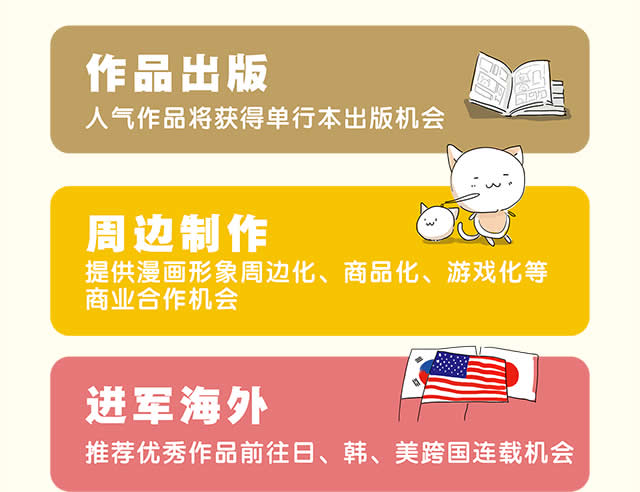 作品出版
人气作品将获得单行本出版机会
周边制作
提供漫画形象周边化、商品化、游戏化等
商业合作机会
进军海外
推荐优秀作品前往日、韩、美跨国连载机会